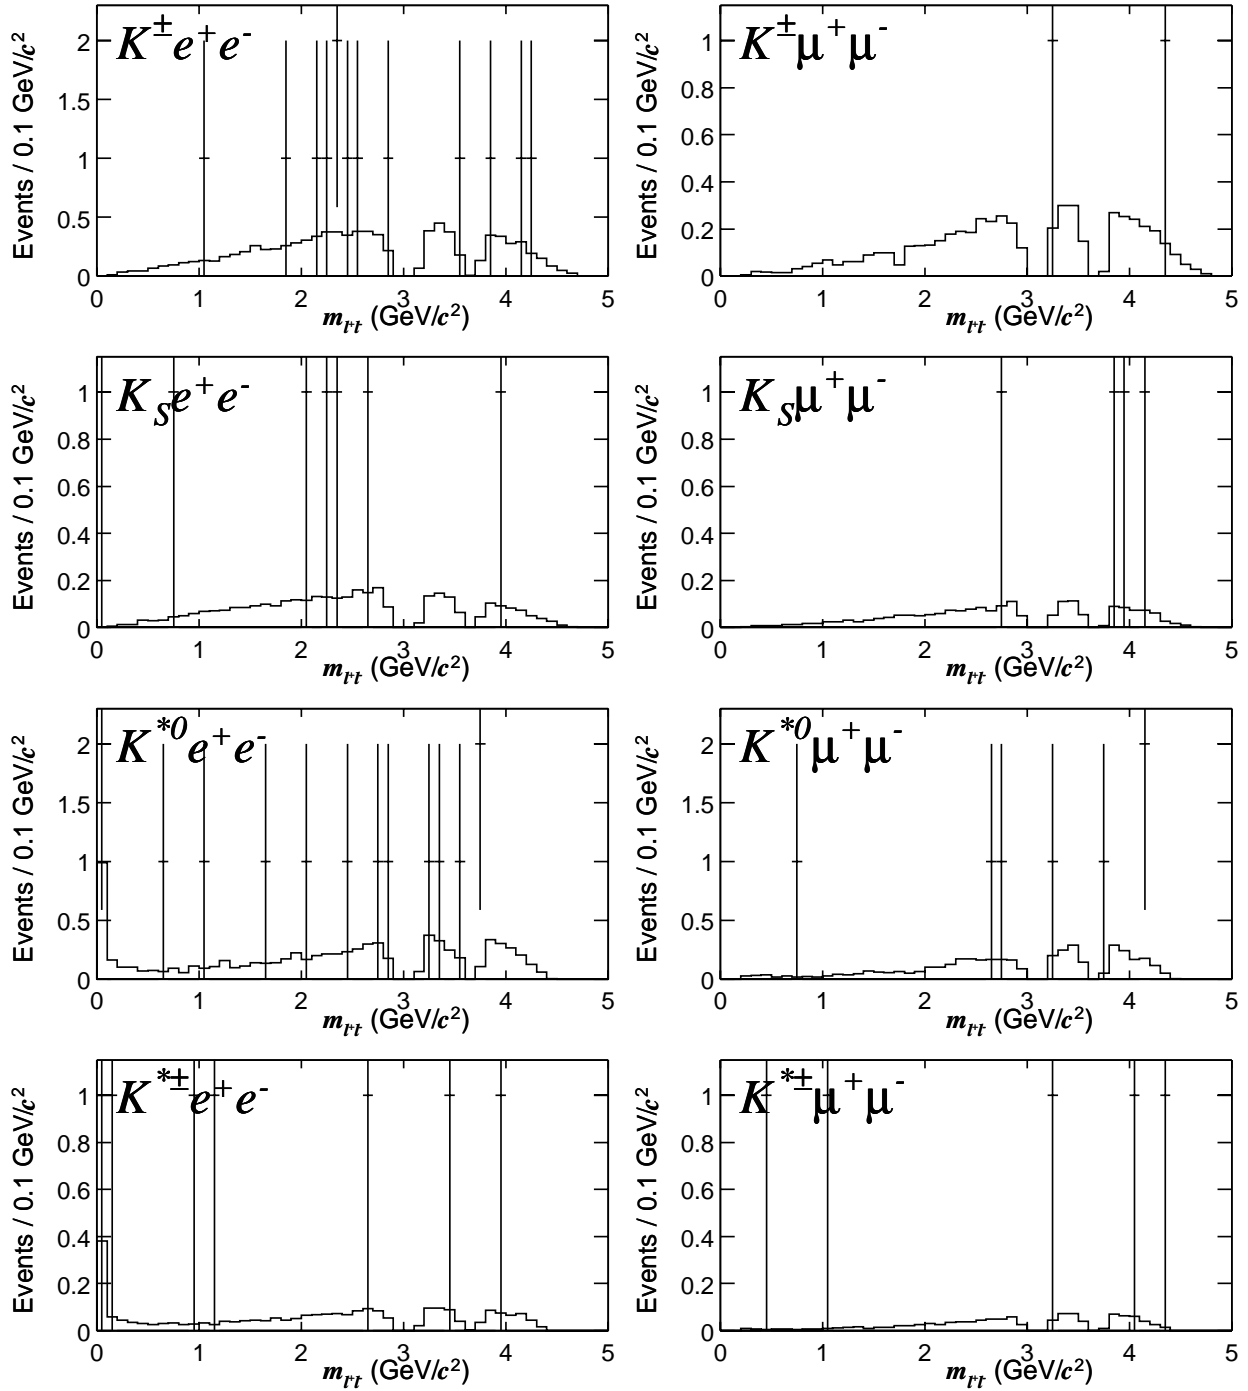 K±e+e-
Events / 0.1 GeV/c2
2
1.5
1
0.5
0
0 1 2 3 4 5
ml+l- (GeV/c2)
K±μ+μ-
Events / 0.1 GeV/c2
1
0.8
0.6
0.4
0.2
0
0 1 2 3 4 5
ml+l- (GeV/c2)
KSe+e-
Events / 0.1 GeV/c2
1
0.8
0.6
0.4
0.2
0
0 1 2 3 4 5
ml+l- (GeV/c2)
KSμ+μ-
Events / 0.1 GeV/c2
1
0.8
0.6
0.4
0.2
0
0 1 2 3 4 5
ml+l- (GeV/c2)
K*0e+e-
Events / 0.1 GeV/c2
2
1.5
1
0.5
0
0 1 2 3 4 5
ml+l- (GeV/c2)
K*0μ+μ-
Events / 0.1 GeV/c2
2
1.5
1
0.5
0
0 1 2 3 4 5
ml+l- (GeV/c2)
K*±e+e-
Events / 0.1 GeV/c2
1
0.8
0.6
0.4
0.2
0
0 1 2 3 4 5
ml+l- (GeV/c2)
K*±μ+μ-
Events / 0.1 GeV/c2
1
0.8
0.6
0.4
0.2
0
0 1 2 3 4 5
ml+l- (GeV/c2)